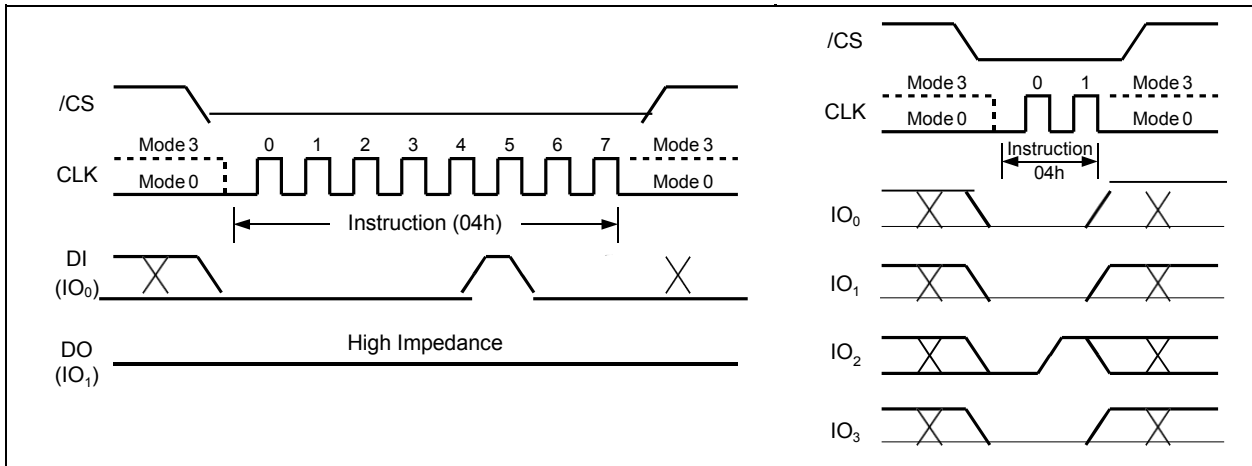 /CS
Mode 3 0 1 2 3 4 5 6 7 Mode 3
CLK
Mode 0 Mode 0
Instruction (04h)
DI
(IO₀)
High Impedance
DO
(IO₁)
/CS
Mode 3 0 1 Mode 3
CLK
Mode 0 Mode 0
Instruction
04h
IO₀
IO₁
IO₂
IO₃